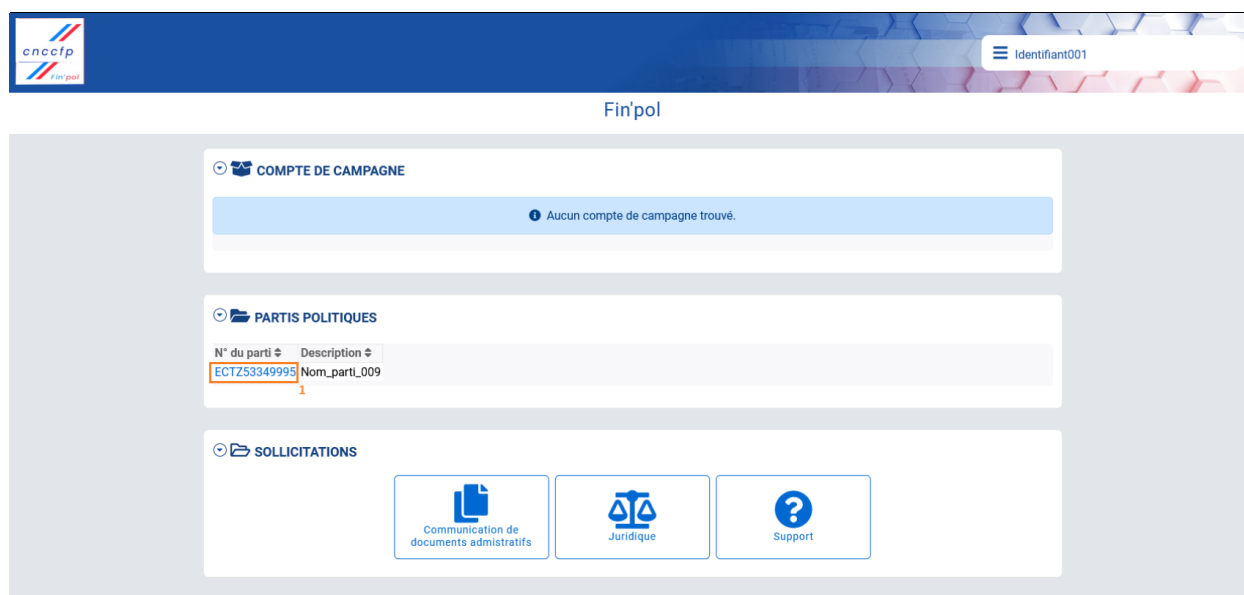 cnccfp
Fin'pol
Identifiant001
Fin'pol
COMPTE DE CAMPAGNE
Aucun compte de campagne trouvé.
PARTIS POLITIQUES
N° du parti Description
ECTZ53349995 Nom_parti_009
1
SOLLICITATIONS
Communication de
documents admistratifs
Juridique
Support